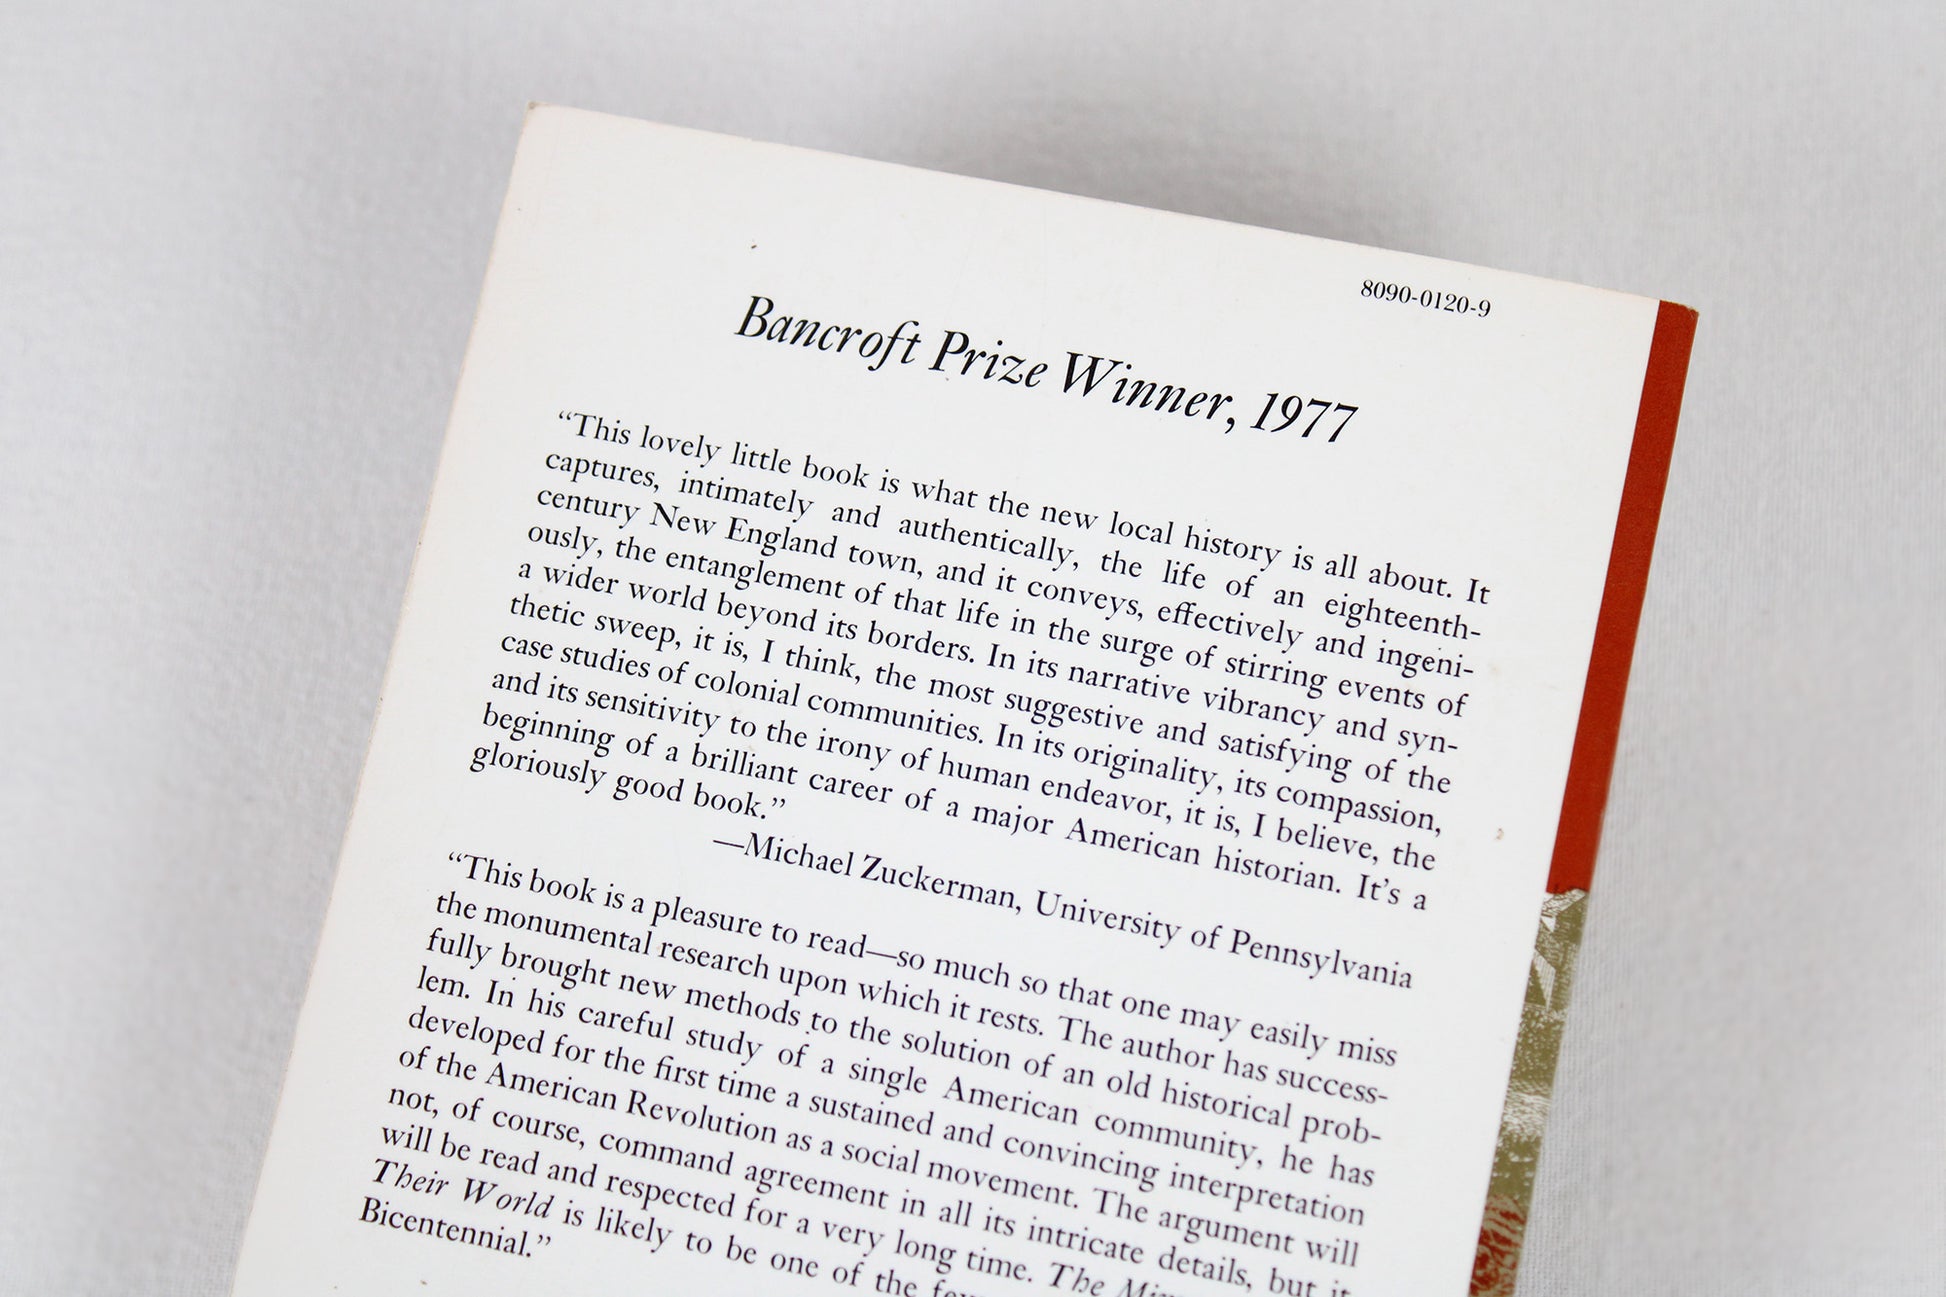 8090-0120-9
Bancroft Prize Winner, 1977
“This lovely little book is what the new local history is all about. It
captures, intimately and authentically, the life of an eighteenth-
century New England town, and it conveys, effectively and ingeni-
ously, the entanglement of that life in the surge of stirring events of
a wider world beyond its borders. In its narrative vibrancy and syn-
thetic sweep, it is, I think, the most suggestive and satisfying of the
case studies of colonial communities. In its originality, its compassion,
and its sensitivity to the irony of human endeavor, it is, I believe, the
beginning of a brilliant career of a major American historian. It’s a
gloriously good book.”
—Michael Zuckerman, University of Pennsylvania
“This book is a pleasure to read—so much so that one may easily miss
the monumental research upon which it rests. The author has success-
fully brought new methods to the solution of an old historical prob-
lem. In his careful study of a single American community, he has
developed for the first time a sustained and convincing interpretation
of the American Revolution as a social movement. The argument will
not, of course, command agreement in all its intricate details, but it
will be read and respected for a very long time. The
Their World is likely to be one of the
Bicentennial.”